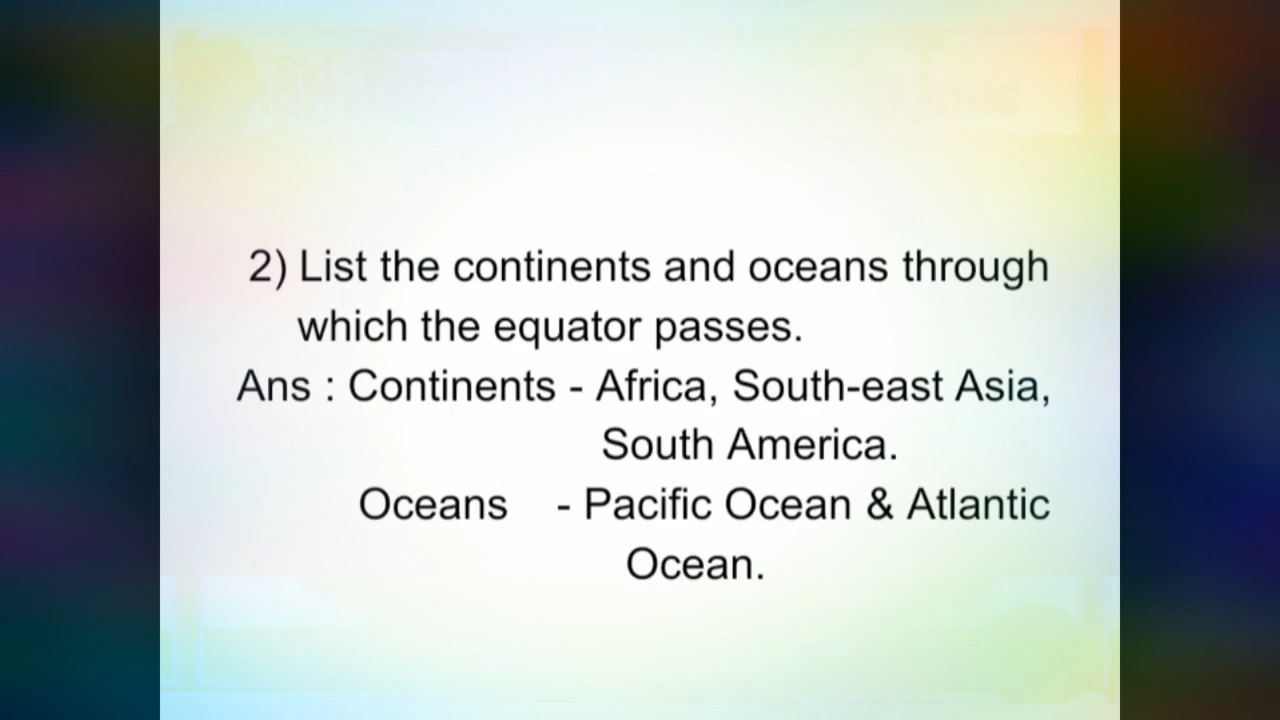 2) List the continents and oceans through
which the equator passes.
Ans : Continents - Africa, South-east Asia,
South America.
Oceans - Pacific Ocean & Atlantic
Ocean.